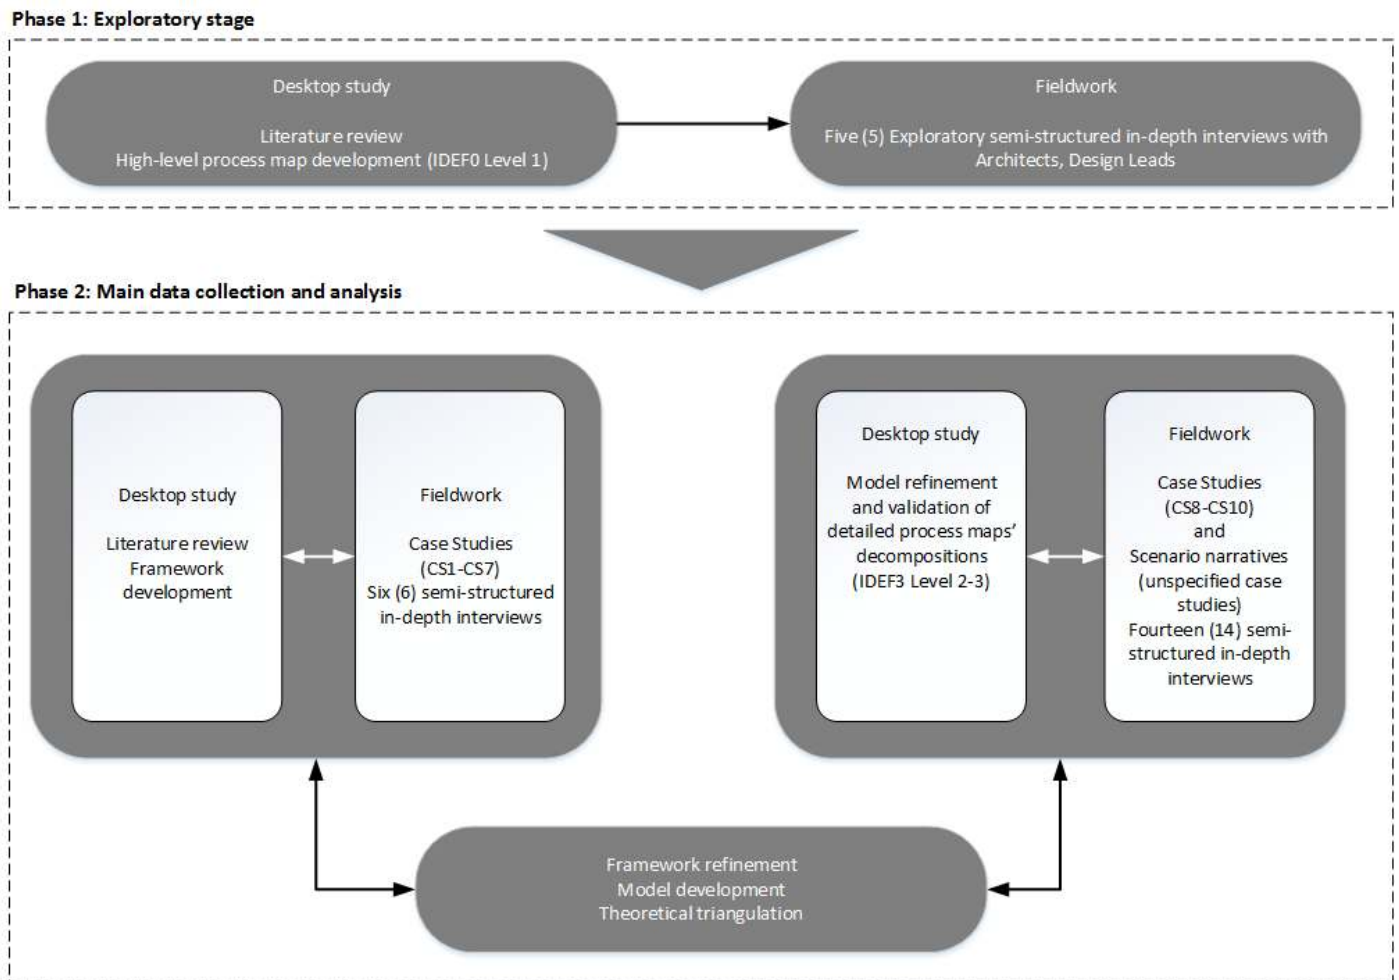 Phase 1: Exploratory stage
Desktop study
Literature review
High-level process map development (IDEF0 Level 1)
Fieldwork
Five (5) Exploratory semi-structured in-depth interviews with
Architects, Design Leads
Phase 2: Main data collection and analysis
Desktop study
Literature review
Framework
development
Fieldwork
Case Studies
(CS1-CS7)
Six (6) semi-structured
in-depth interviews
Desktop study
Model refinement
and validation of
detailed process maps’
decompositions
(IDEF3 Level 2-3)
Fieldwork
Case Studies
(CS8-CS10)
and
Scenario narratives
(unspecified case
studies)
Fourteen (14) semi-
structured in-depth
interviews
Framework refinement
Model development
Theoretical triangulation